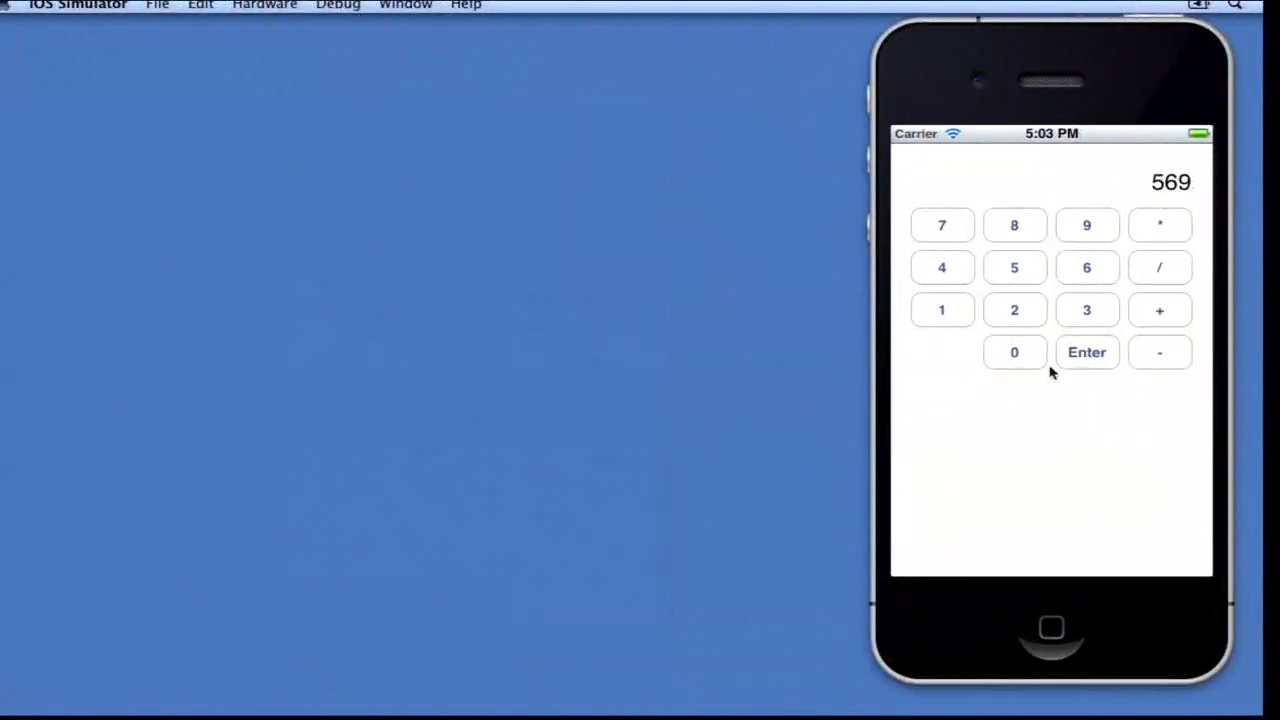 iOS Simulator File Edit Hardware Debug Window Help
Carrier 5:03 PM
569
7 8 9 *
4 5 6 /
1 2 3 +
0 Enter -